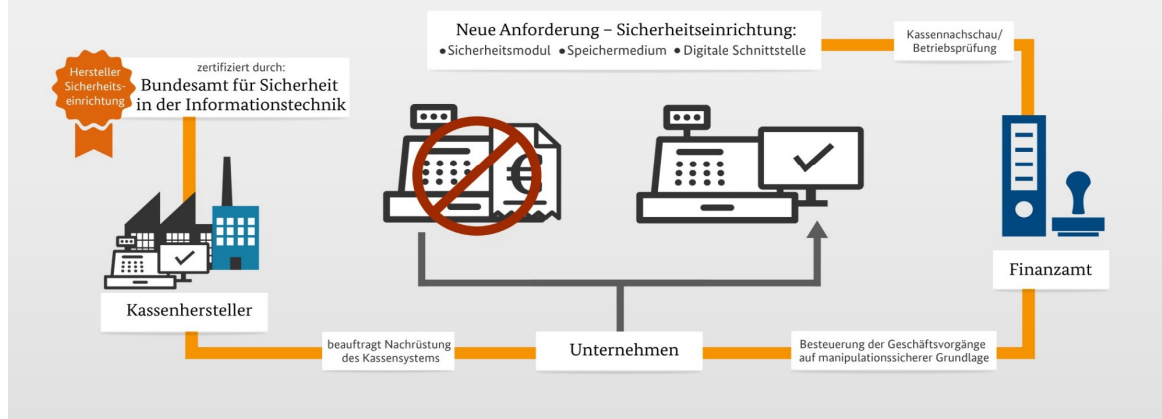 Neue Anforderung – Sicherheitseinrichtung:
● Sicherheitsmodul ● Speichermedium ● Digitale Schnittstelle
Kassennachschau/
Betriebsprüfung
Hersteller
Sicherheits-
einrichtung
zertifiziert durch:
Bundesamt für Sicherheit
in der Informationstechnik
€
Kassenhersteller
Finanzamt
beauftragt Nachrüstung
des Kassensystems
Unternehmen
Besteuerung der Geschäftsvorgänge
auf manipulationssicherer Grundlage